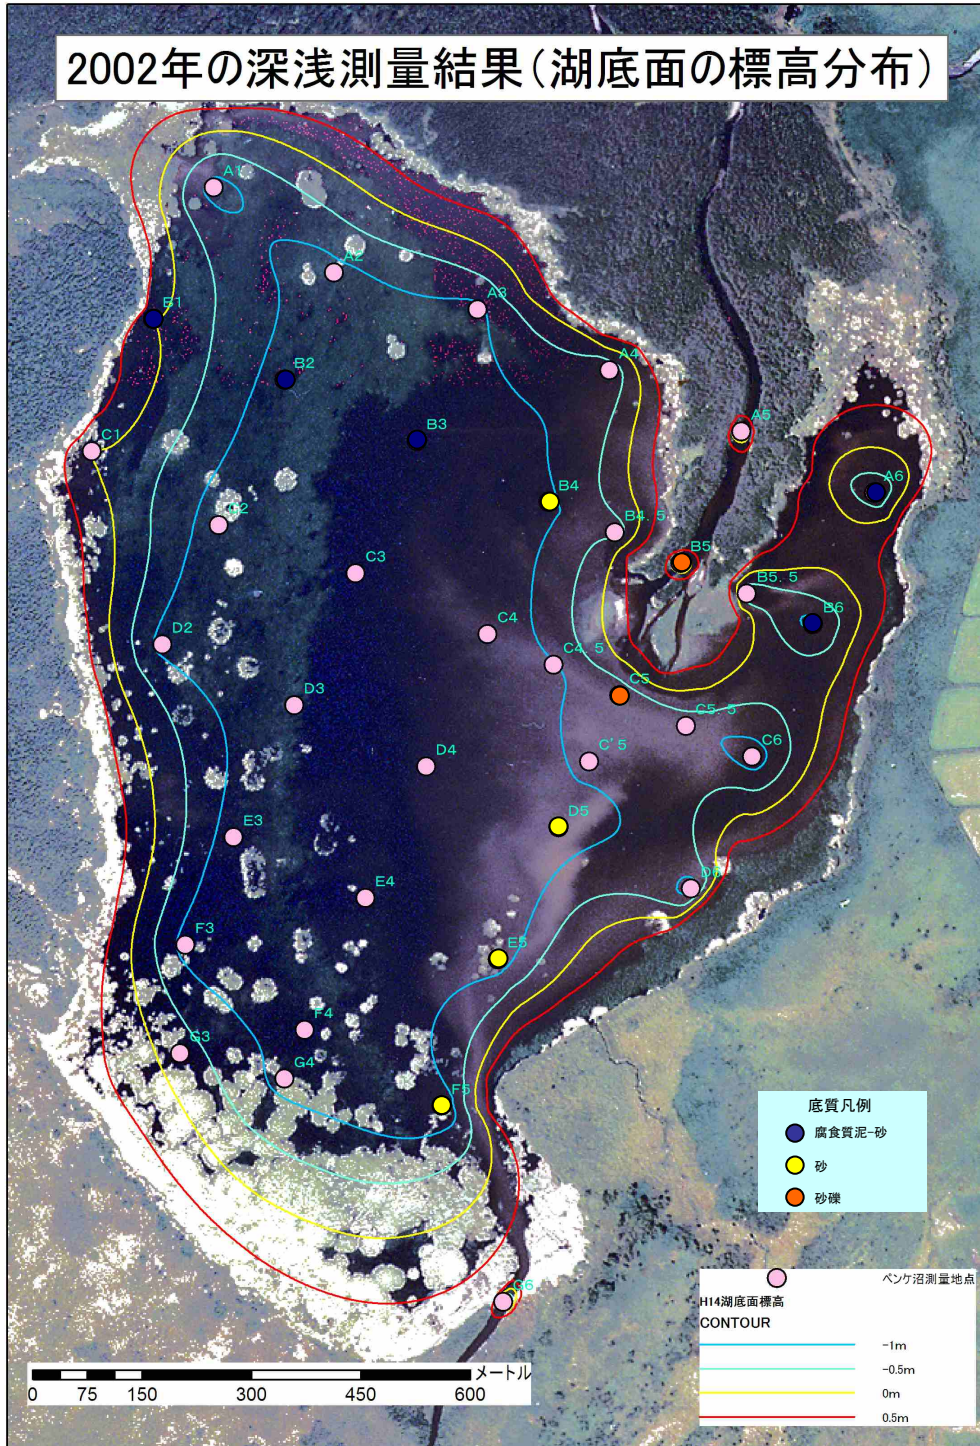 2002年の深浅測量結果(湖底面の標高分布)
A1
A2
A3
B1
B2
A4
B3
A5
C1
A6
B4
C2
B4.5
B5
C3
B5.5
B6
C4
D2
C4.5
C5
D3
C5.5
C'5
C6
D4
D5
E3
D6
E4
E5
F3
F4
G3
G4
F5
G6
底質凡例
腐食質泥-砂
砂
砂礫
ペンケ沼測量地点
H14湖底面標高
CONTOUR
-1m
-0.5m
0m
0.5m
メートル
0 75 150 300 450 600